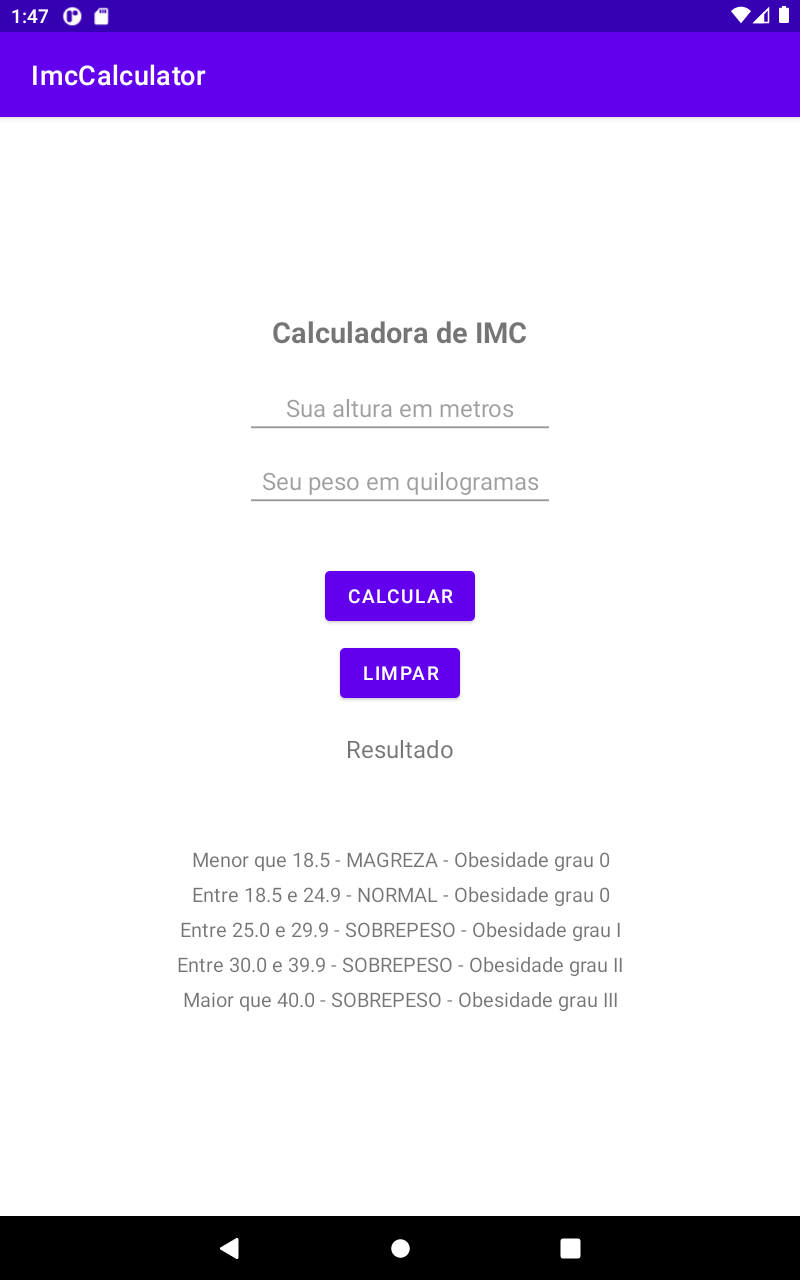 1:47
ImcCalculator
Calculadora de IMC
Sua altura em metros
Seu peso em quilogramas
CALCULAR
LIMPAR
Resultado
Menor que 18.5 - MAGREZA - Obesidade grau 0
Entre 18.5 e 24.9 - NORMAL - Obesidade grau 0
Entre 25.0 e 29.9 - SOBREPESO - Obesidade grau I
Entre 30.0 e 39.9 - SOBREPESO - Obesidade grau II
Maior que 40.0 - SOBREPESO - Obesidade grau III